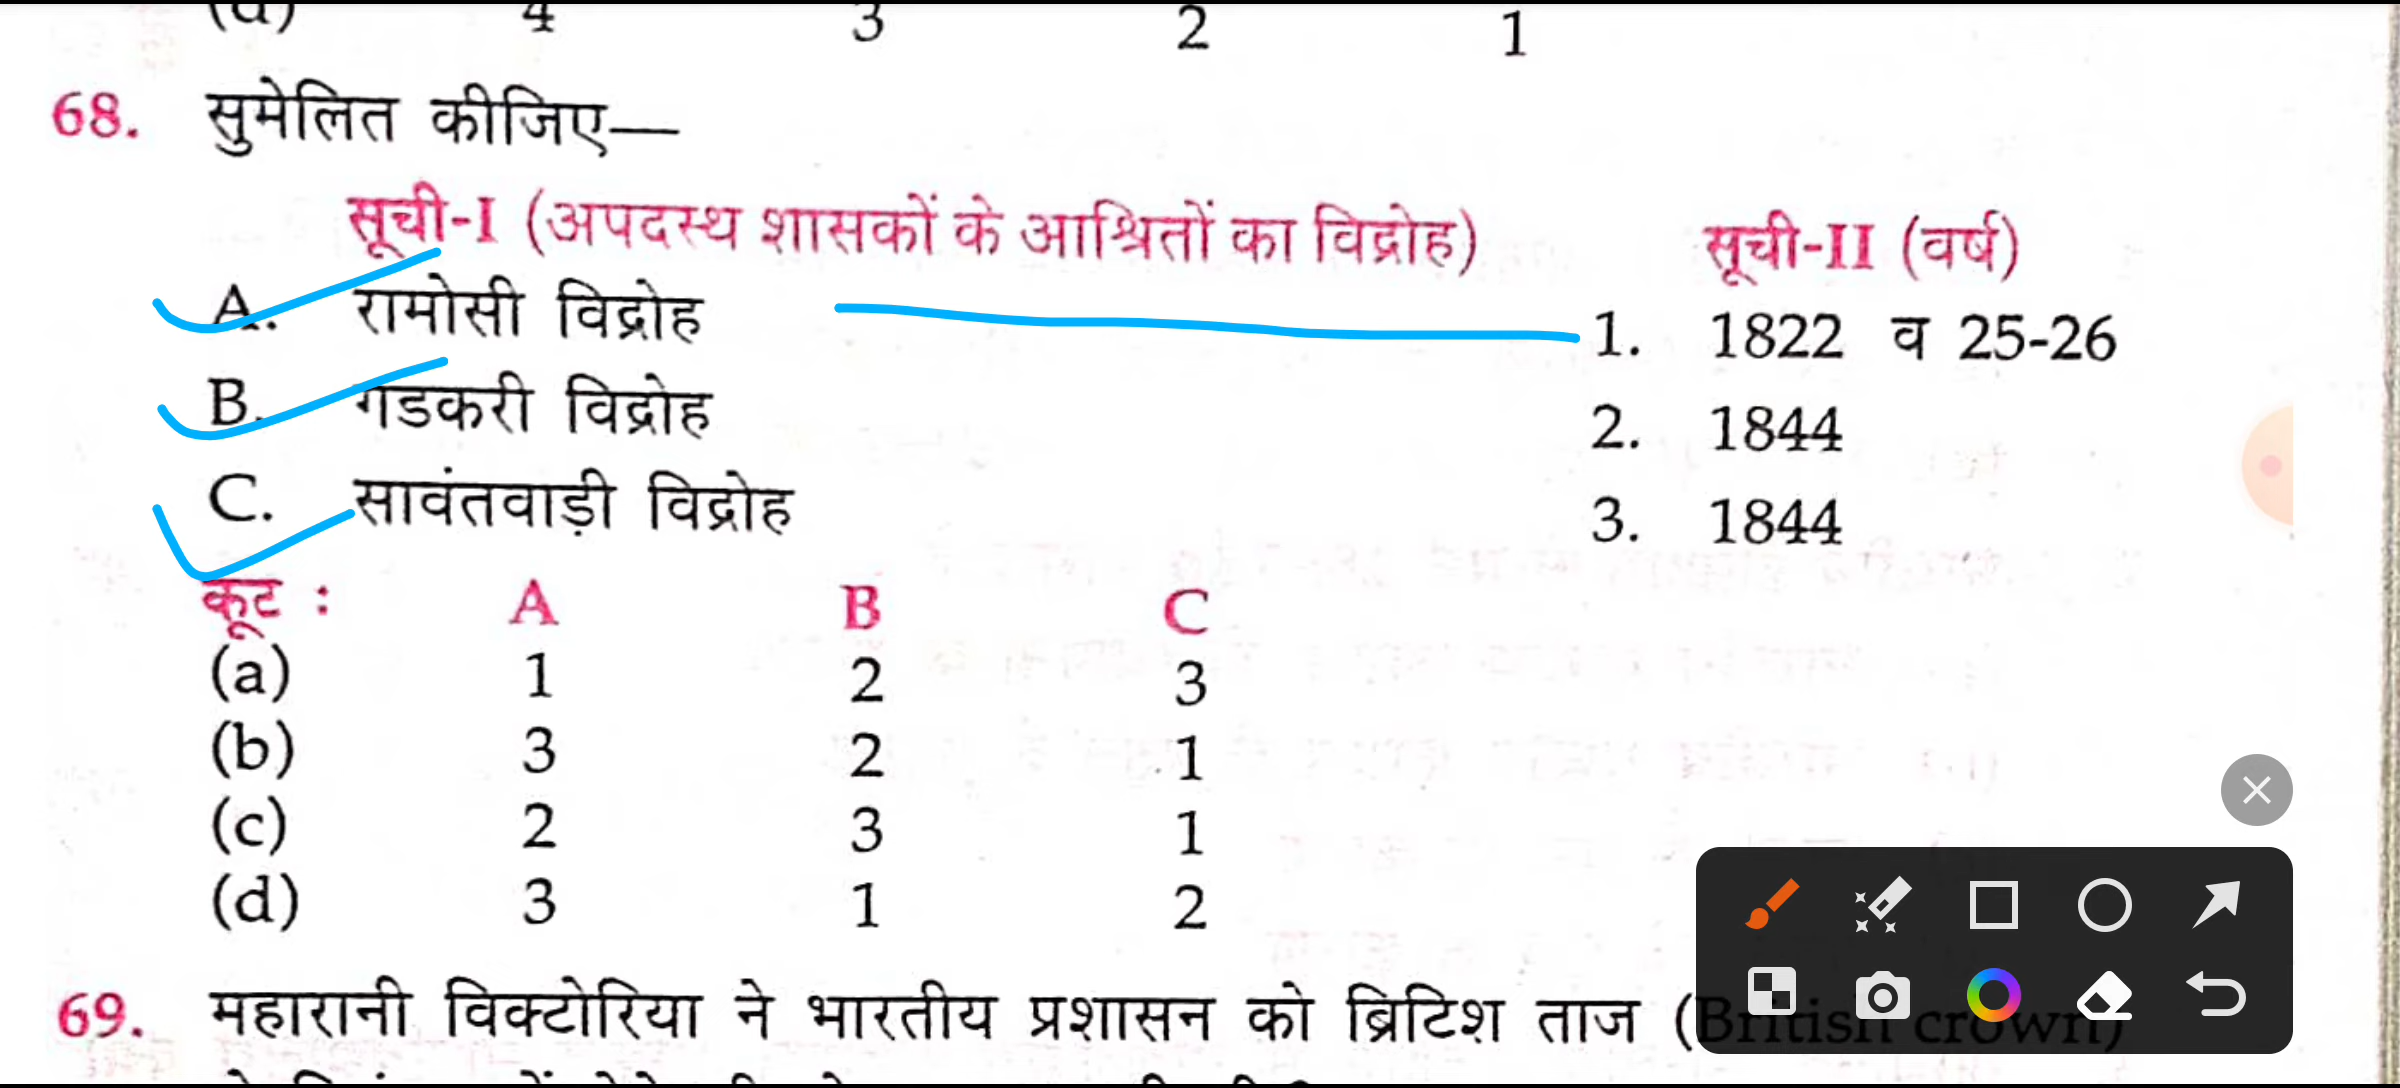 (d) 4 3 2 1
68. सुमेलित कीजिए—
सूची-I (अपदस्थ शासकों के आश्रितों का विद्रोह) सूची-II (वर्ष)
A. रामोसी विद्रोह 1. 1822 व 25-26
B. गडकरी विद्रोह 2. 1844
C. सावंतवाड़ी विद्रोह 3. 1844
कूट : A B C
(a) 1 2 3
(b) 3 2 1
(c) 2 3 1
(d) 3 1 2
69. महारानी विक्टोरिया ने भारतीय प्रशासन को ब्रिटिश ताज (British crown)